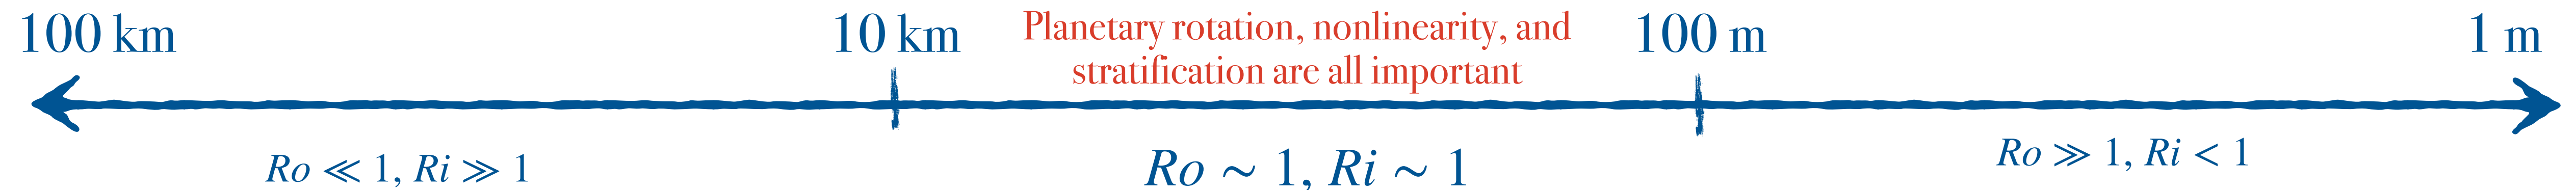 100 km
10 km
Planetary rotation, nonlinearity, and
stratification are all important
100 m
1 m
Ro ≪ 1, Ri ≫ 1
Ro ∼ 1, Ri ∼ 1
Ro ≫ 1, Ri < 1